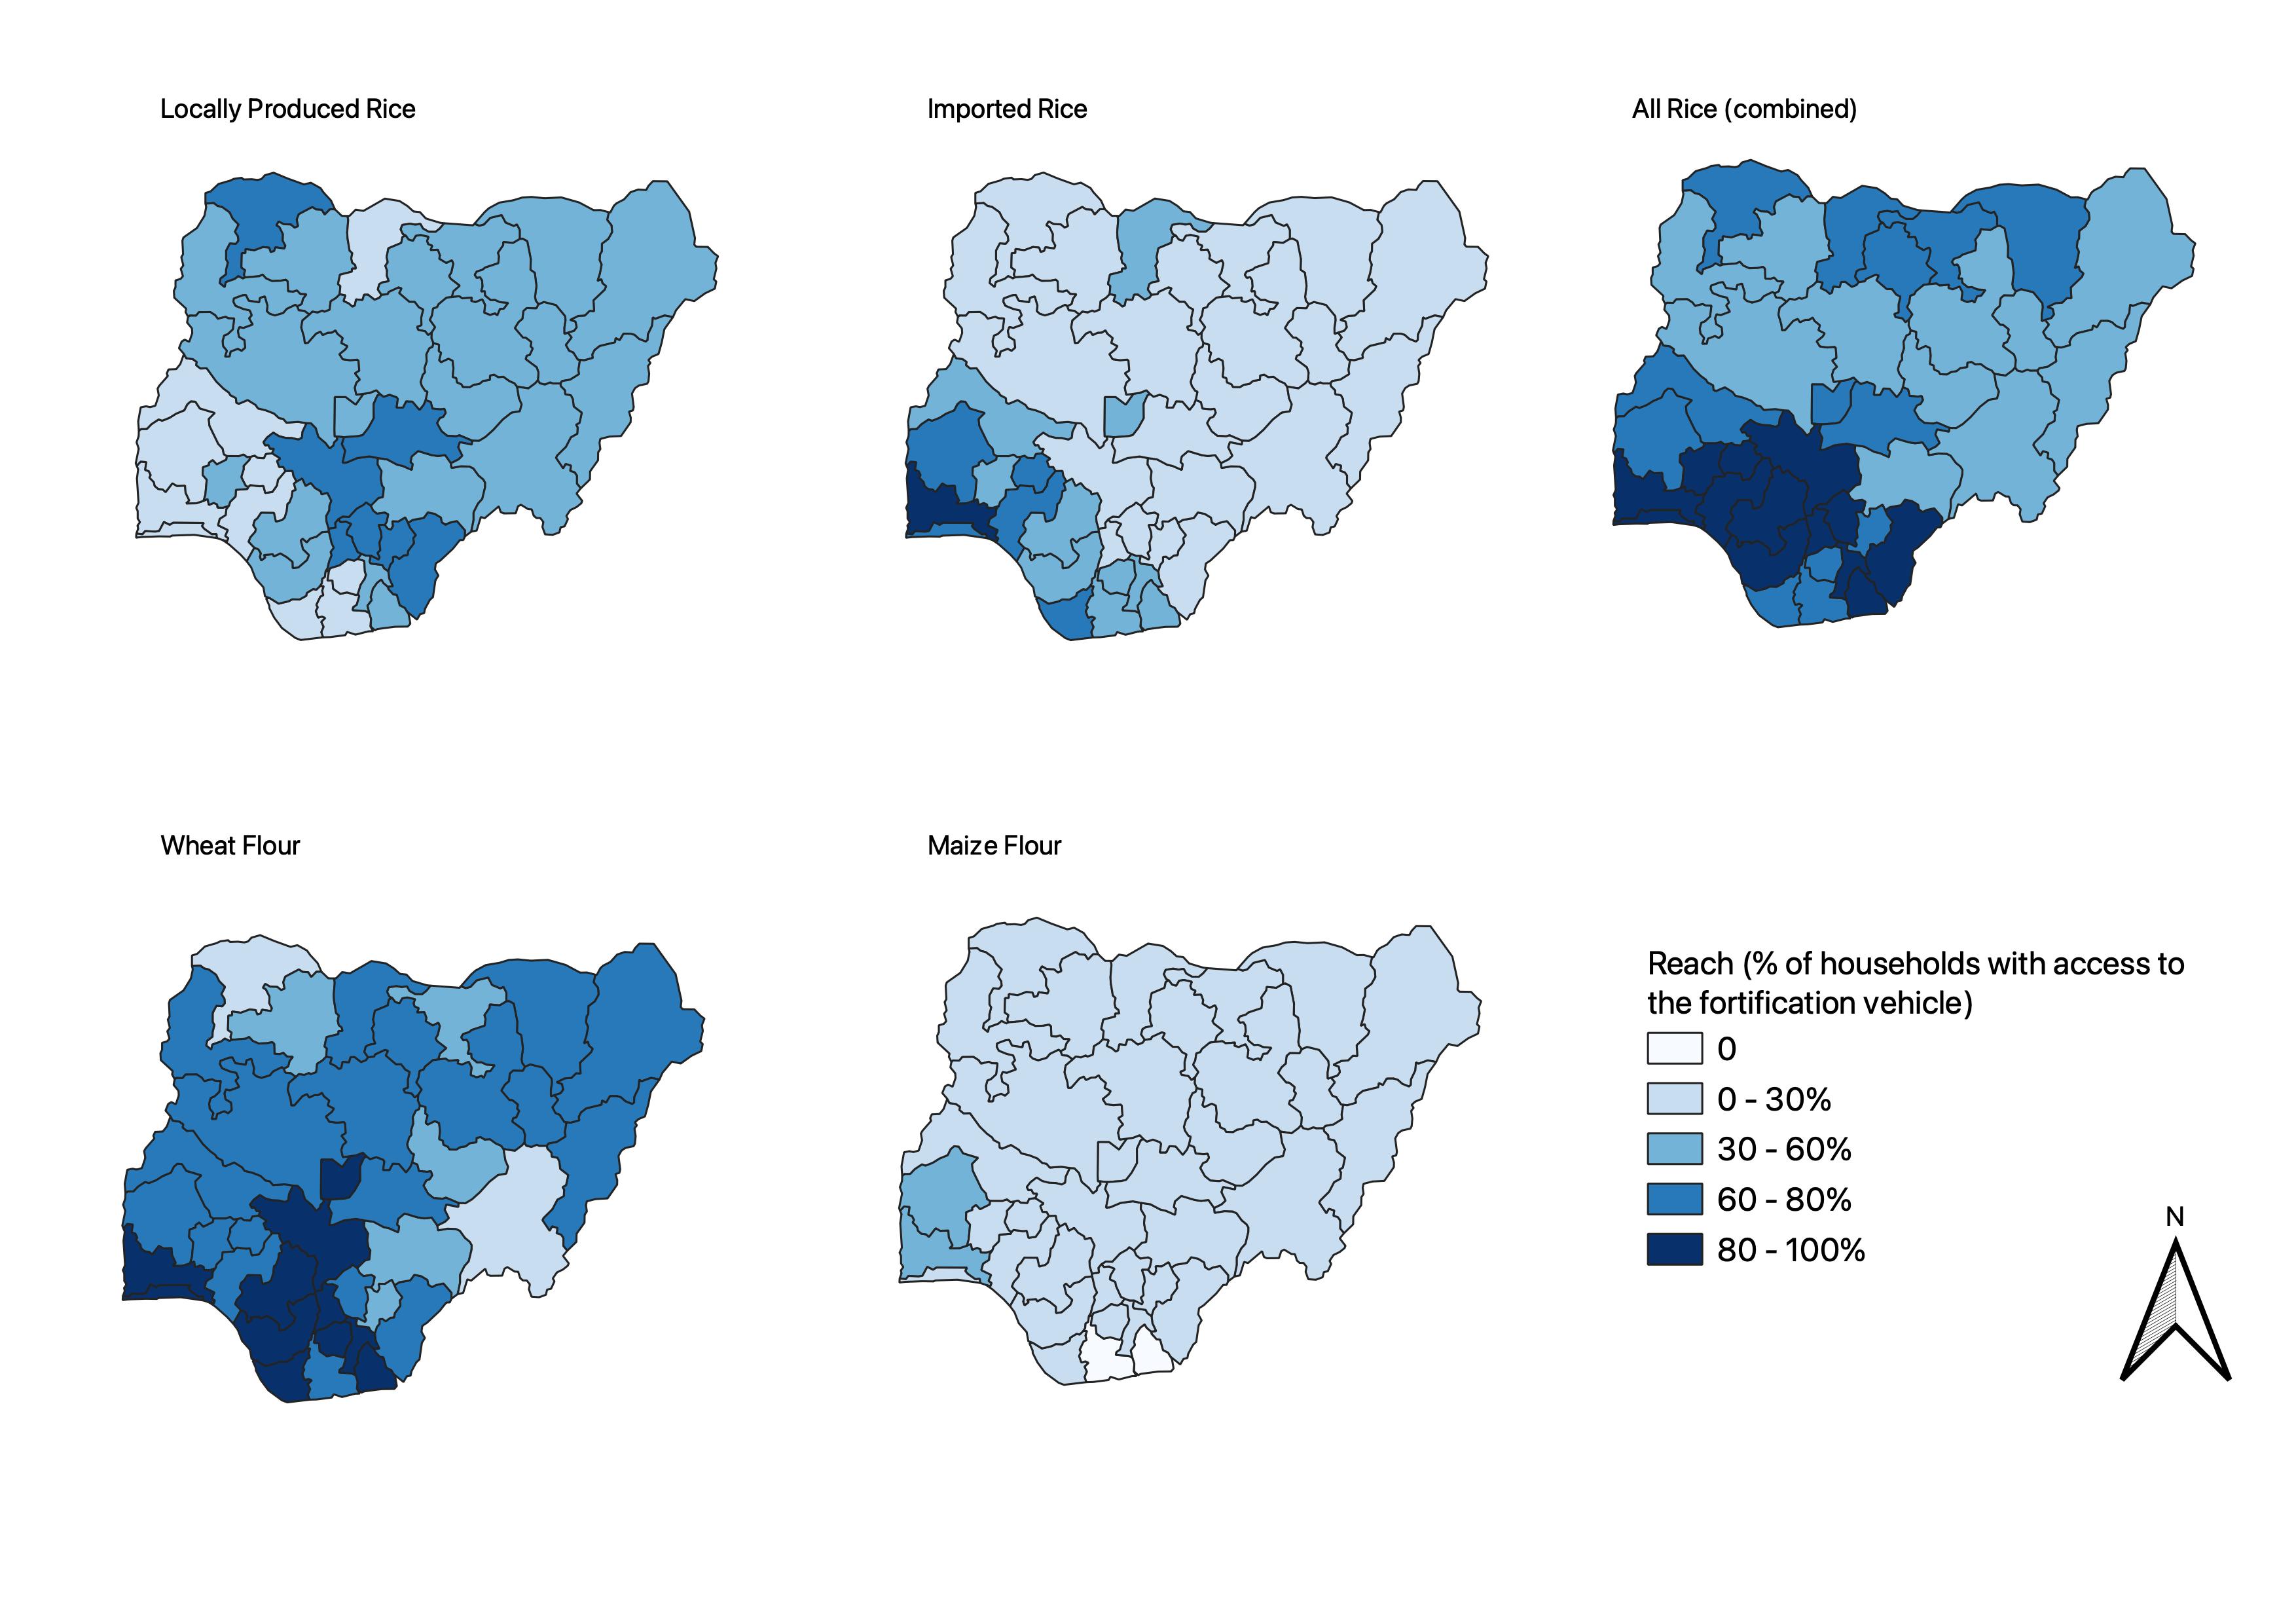 Locally Produced Rice
Imported Rice
All Rice (combined)
Wheat Flour
Maize Flour
Reach (% of households with access to
the fortification vehicle)
0
0 - 30%
30 - 60%
60 - 80%
80 - 100%
N